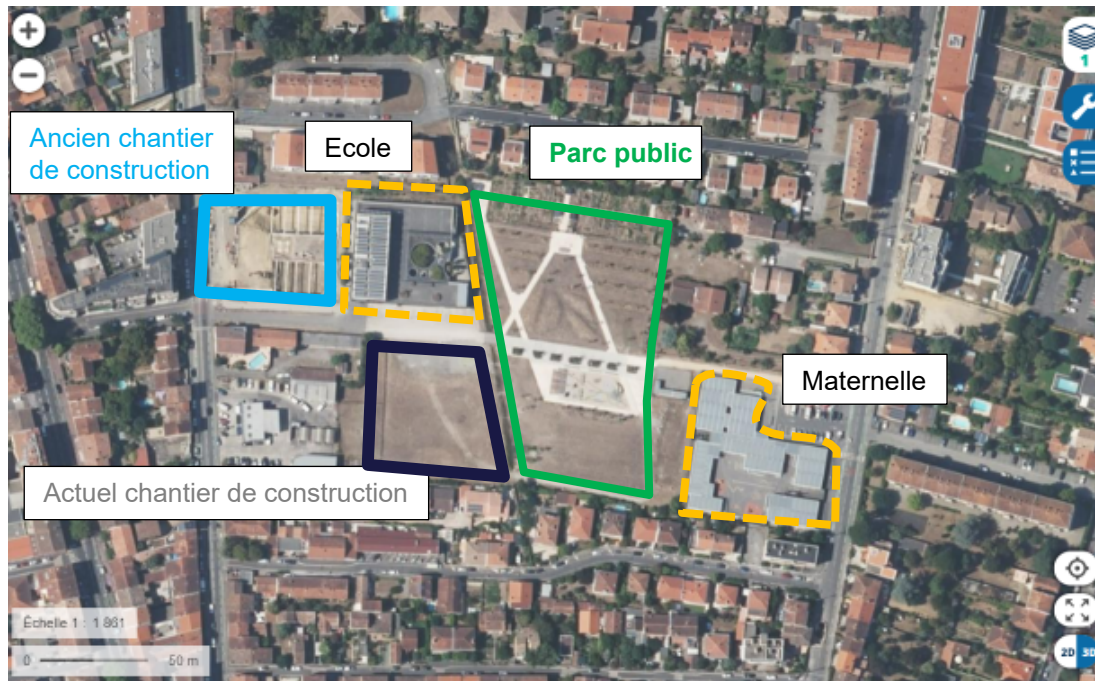 +
−
1
Ancien chantier
de construction
Ecole
Parc public
Maternelle
Actuel chantier de construction
Échelle 1 : 1 861
0 50 m
2D 3D